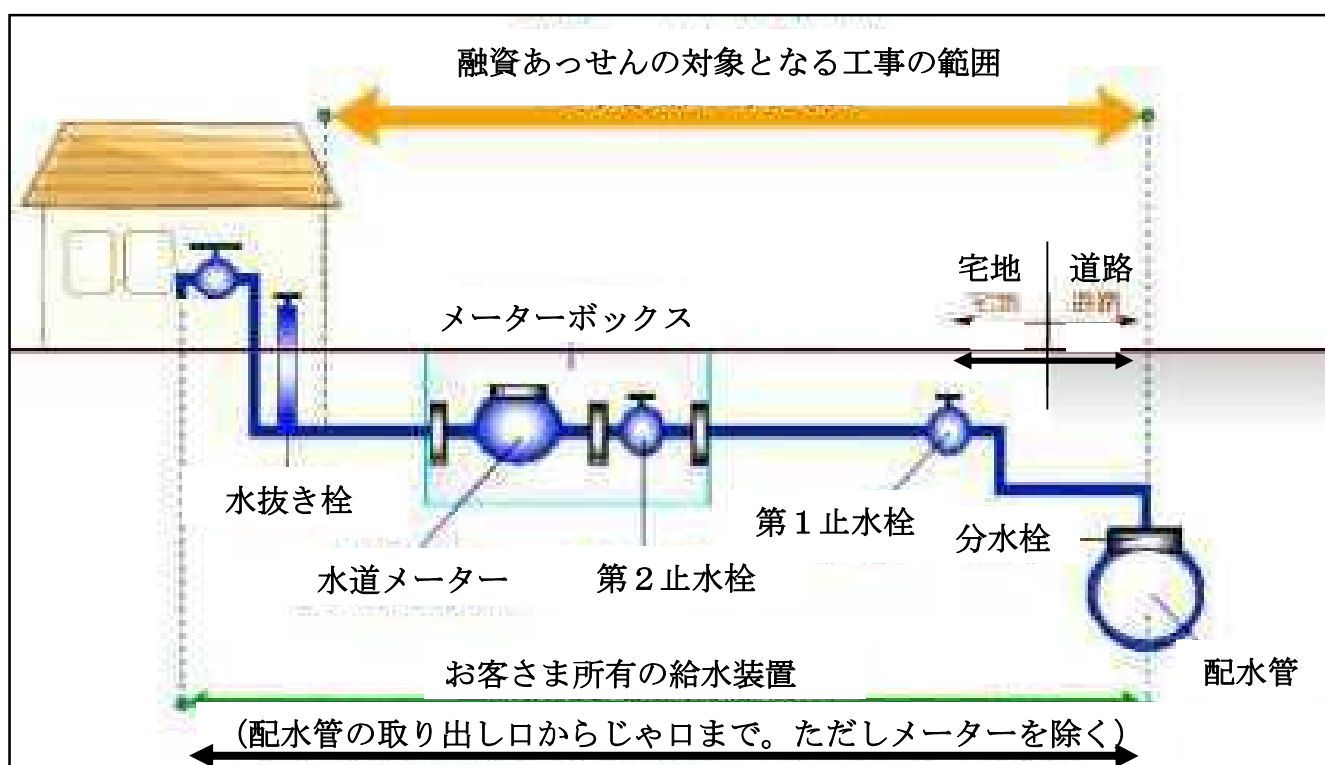 融資あっせんの対象となる工事の範囲
宅地
道路
メーターボックス
水抜き栓
第１止水栓
分水栓
水道メーター
第２止水栓
配水管
お客さま所有の給水装置
（配水管の取り出し口からじゃ口まで。ただしメーターを除く）